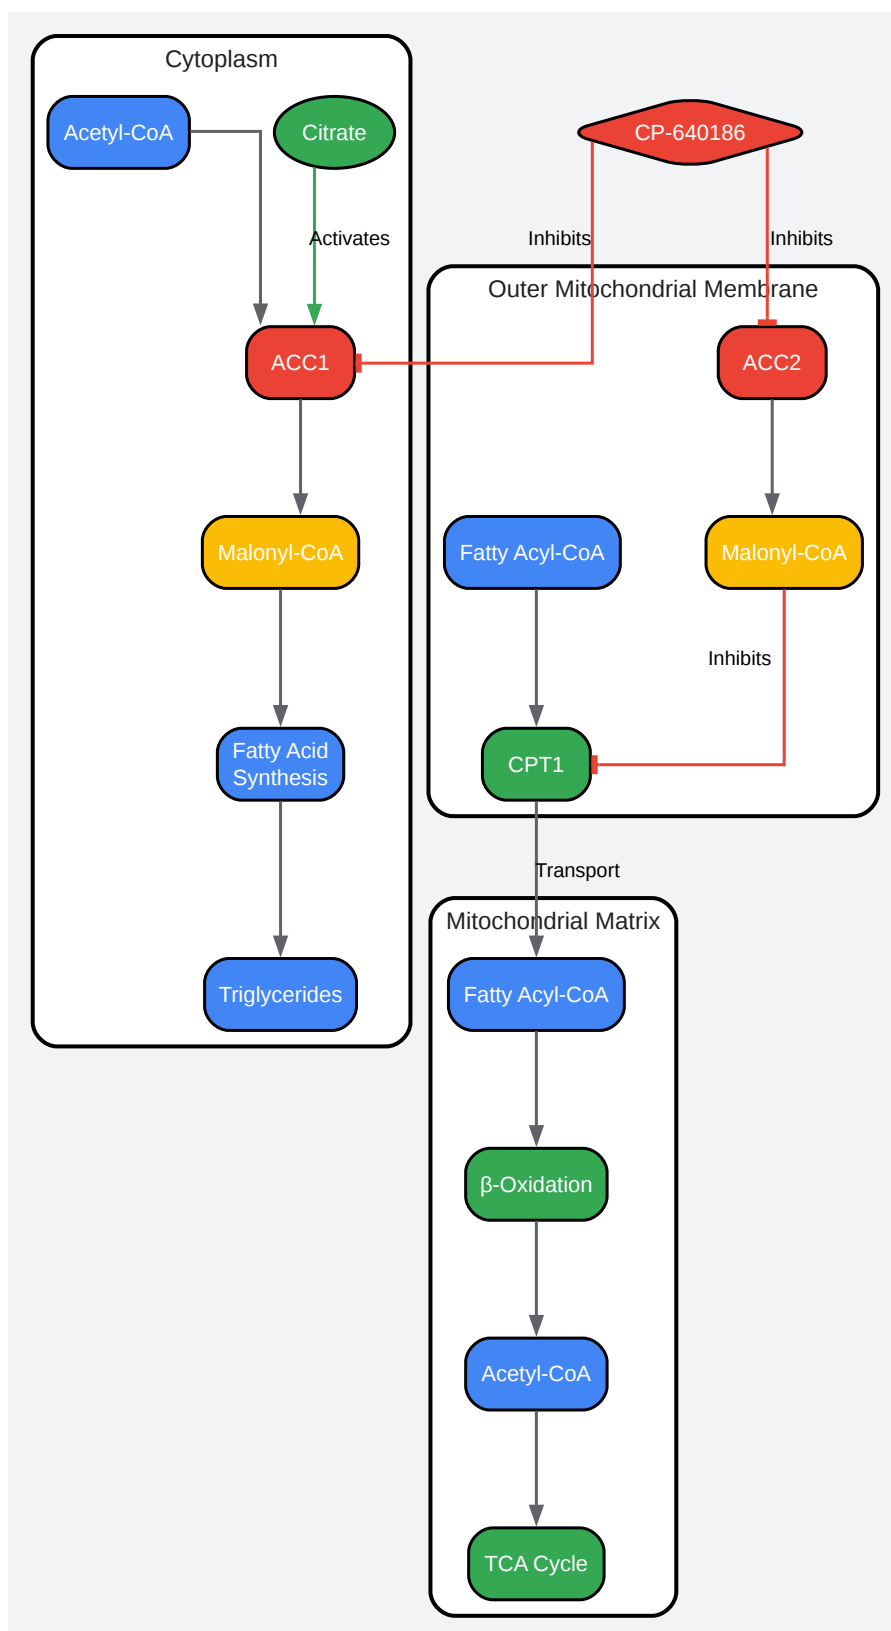 Cytoplasm
Acetyl-CoA
Citrate
CP-640186
Activates
Inhibits
Inhibits
Outer Mitochondrial Membrane
ACC1
ACC2
Malonyl-CoA
Fatty Acyl-CoA
Malonyl-CoA
Inhibits
Fatty Acid
Synthesis
CPT1
Transport
Mitochondrial Matrix
Triglycerides
Fatty Acyl-CoA
β-Oxidation
Acetyl-CoA
TCA Cycle